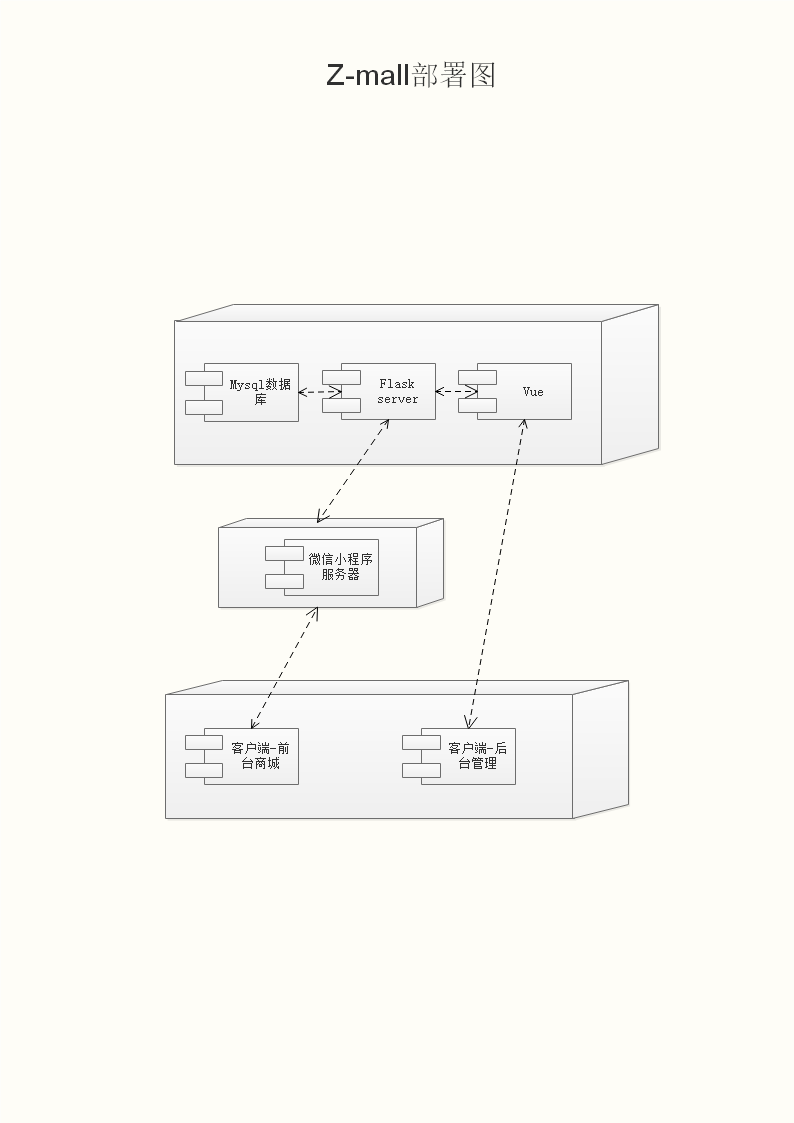 Z-mall部署图
Mysql数据
库
Flask
server
Vue
微信小程序
服务器
客户端-前
台商城
客户端-后
台管理